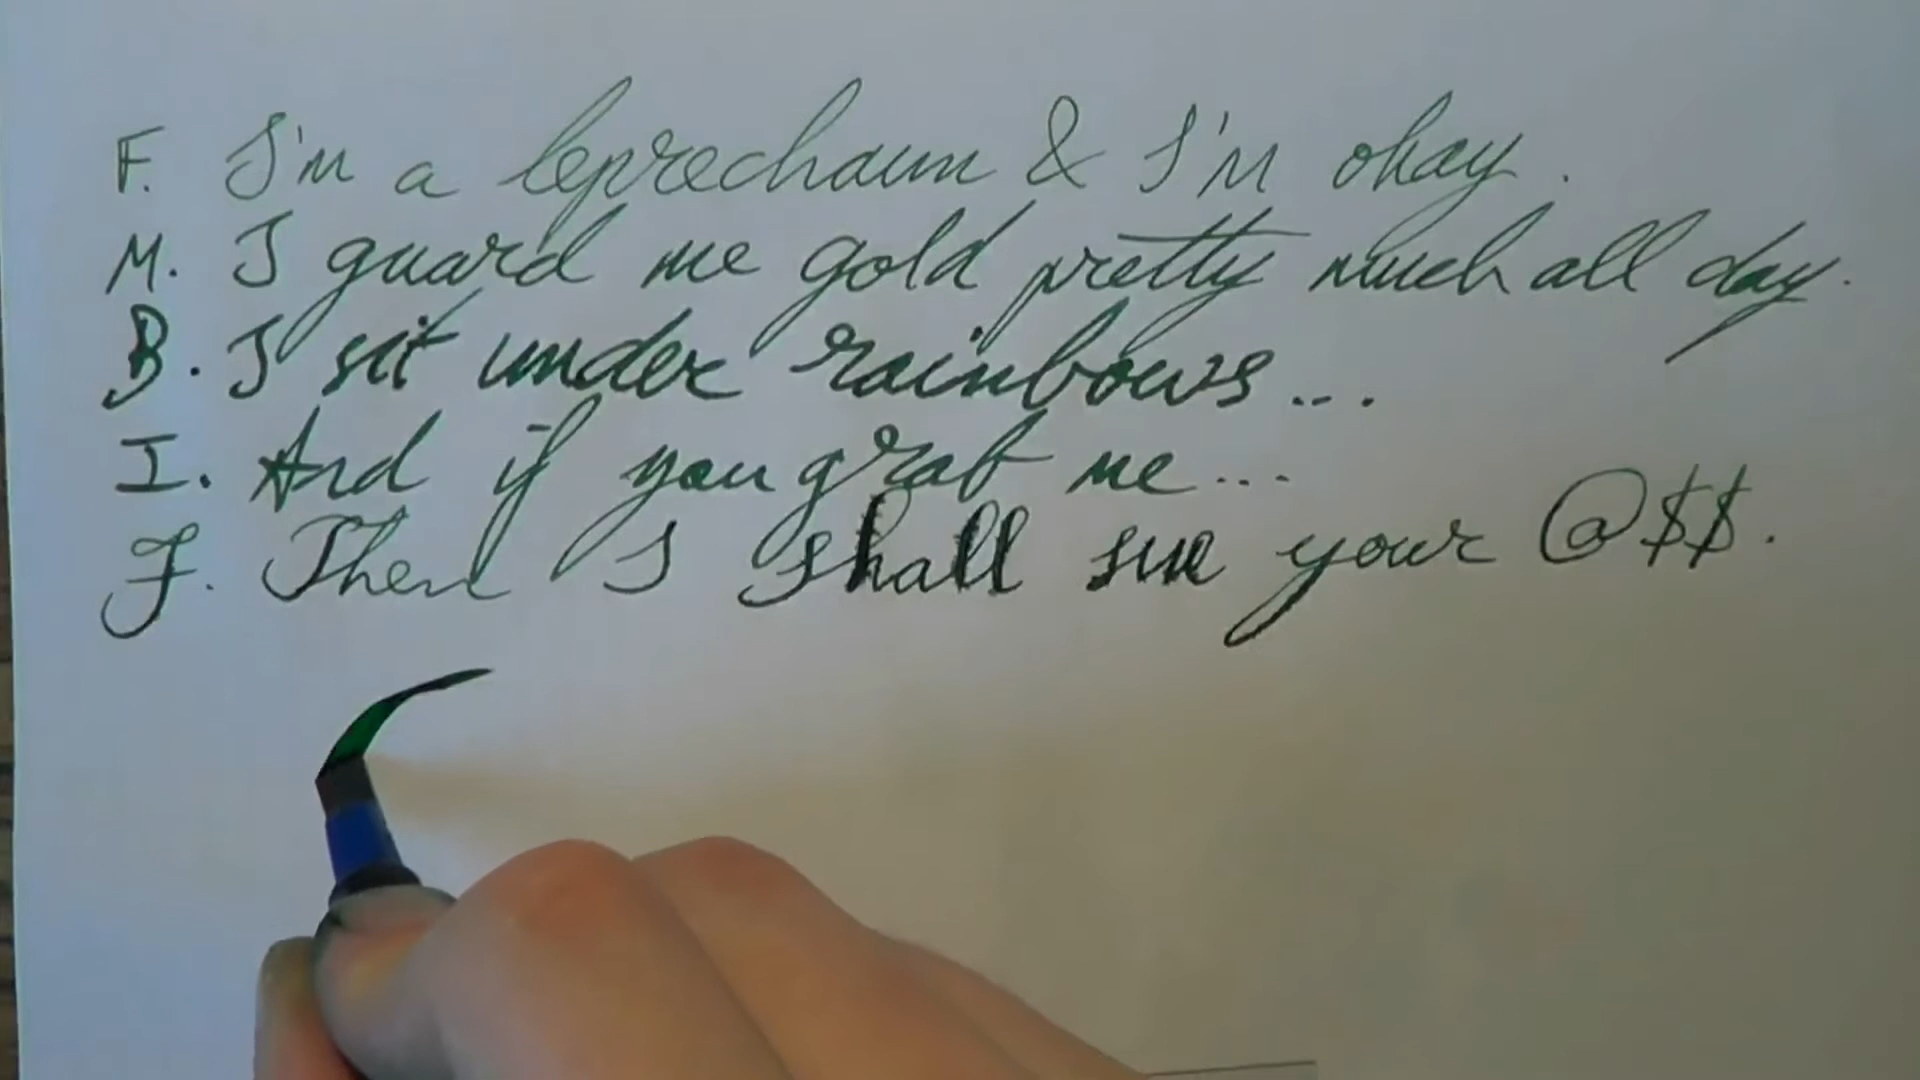 F. I'm a leprechaun & I'm okay.
M. I guard me gold pretty much all day.
B. I sit under rainbows...
I. And if you grab me...
F. Then I shall sue your @$$.